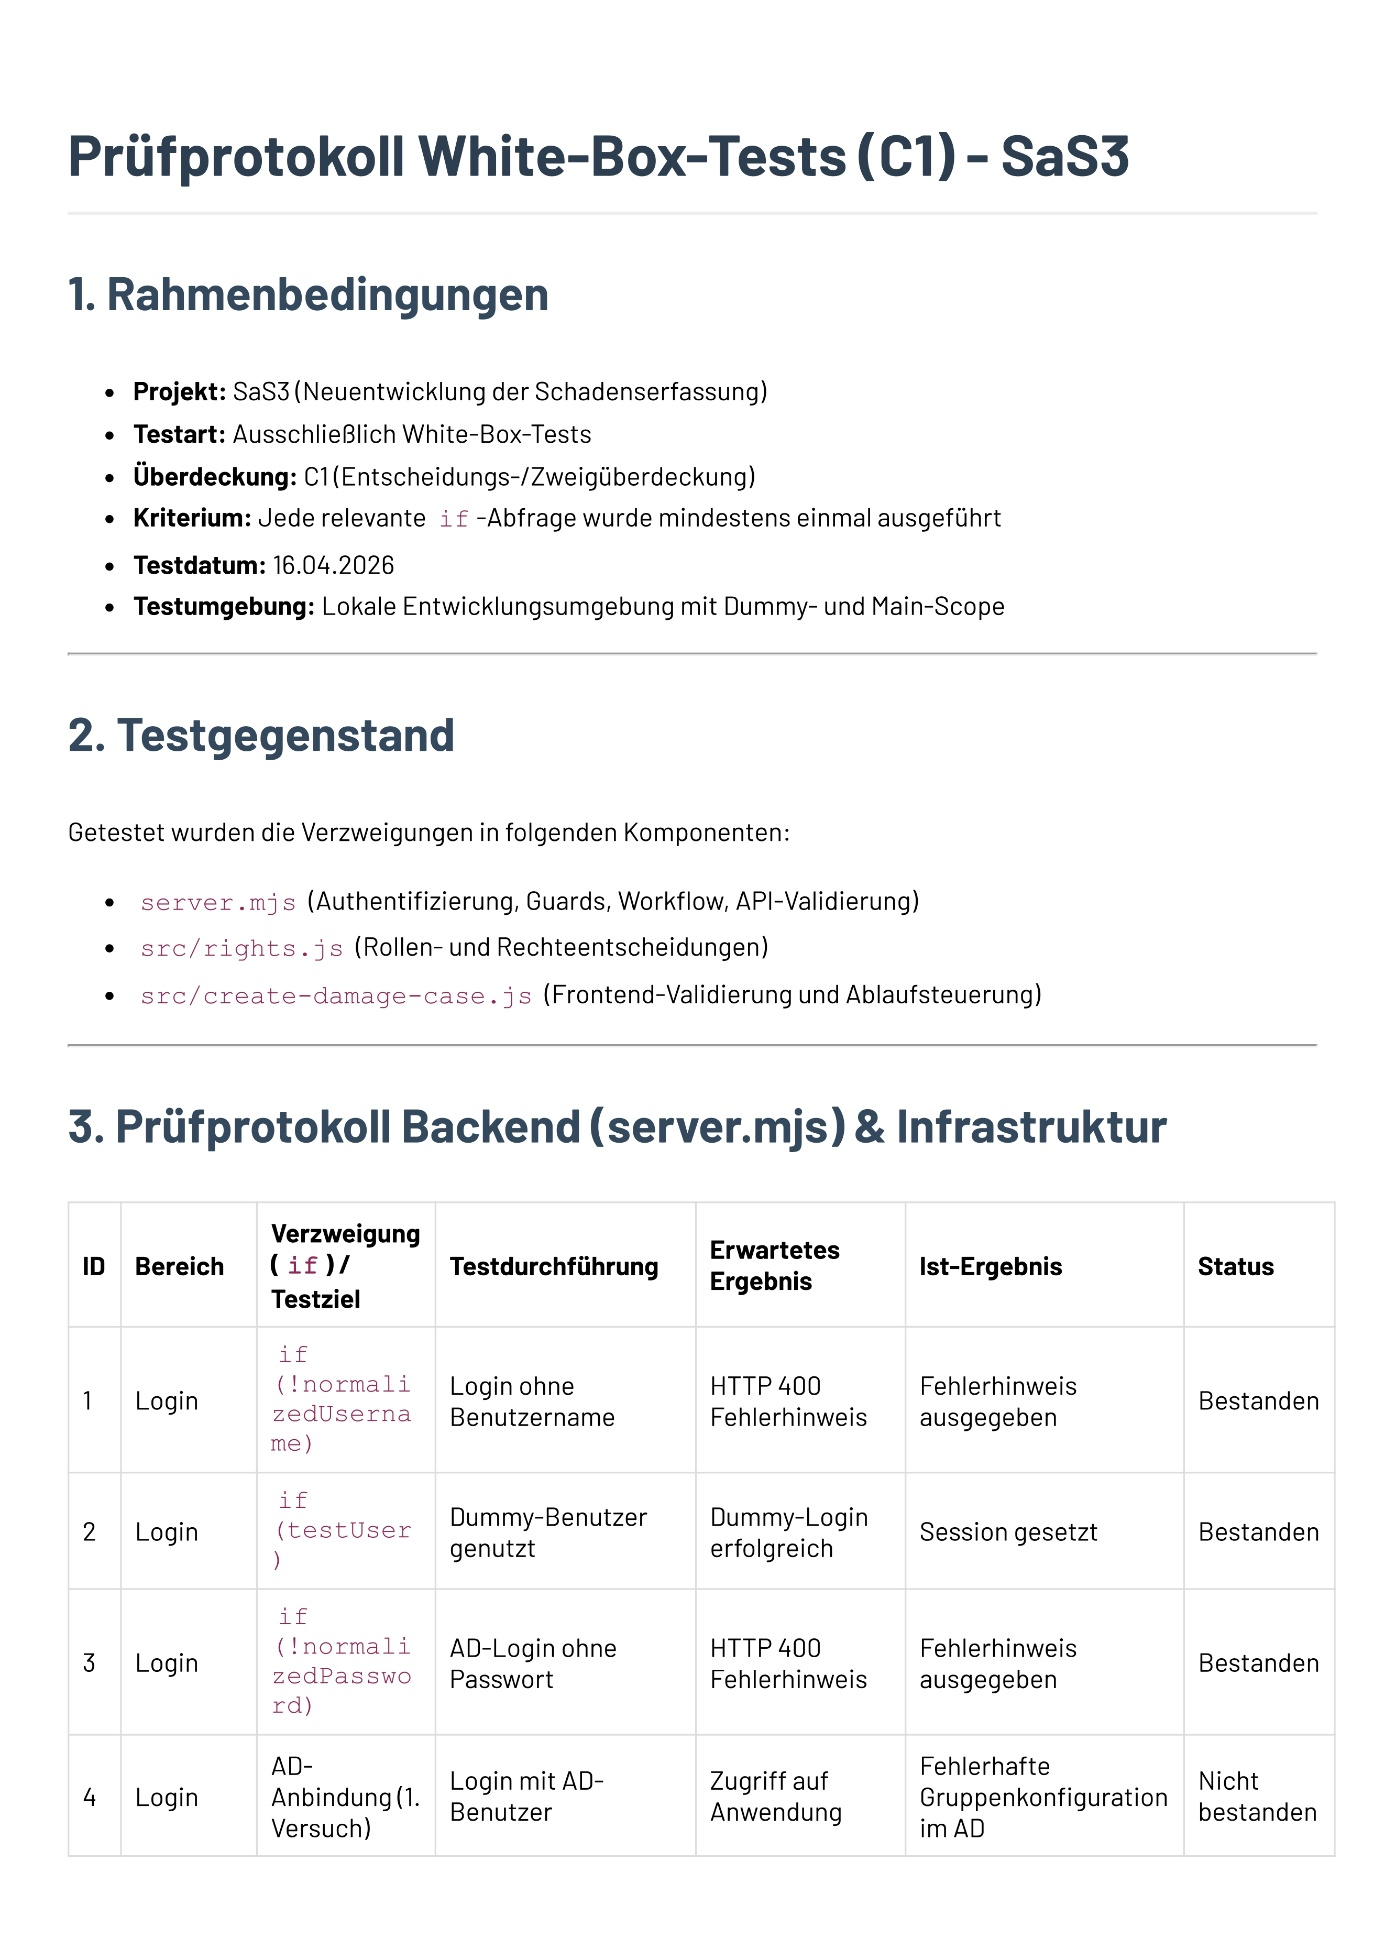 Prüfprotokoll White-Box-Tests (C1) - SaS3
1. Rahmenbedingungen
• Projekt: SaS3 (Neuentwicklung der Schadenserfassung)
• Testart: Ausschließlich White-Box-Tests
• Überdeckung: C1 (Entscheidungs-/Zweigüberdeckung)
• Kriterium: Jede relevante if -Abfrage wurde mindestens einmal ausgeführt
• Testdatum: 16.04.2026
• Testumgebung: Lokale Entwicklungsumgebung mit Dummy- und Main-Scope
2. Testgegenstand
Getestet wurden die Verzweigungen in folgenden Komponenten:
• server.mjs (Authentifizierung, Guards, Workflow, API-Validierung)
• src/rights.js (Rollen- und Rechteentscheidungen)
• src/create-damage-case.js (Frontend-Validierung und Ablaufsteuerung)
3. Prüfprotokoll Backend (server.mjs) & Infrastruktur
ID
Bereich
Verzweigung
( if ) /
Testziel
Testdurchführung
Erwartetes
Ergebnis
Ist-Ergebnis
Status
1
Login
if
(!normali
zedUserna
me)
Login ohne
Benutzername
HTTP 400
Fehlerhinweis
Fehlerhinweis
ausgegeben
Bestanden
2
Login
if
(testUser
)
Dummy-Benutzer
genutzt
Dummy-Login
erfolgreich
Session gesetzt
Bestanden
3
Login
if
(!normali
zedPasswo
rd)
AD-Login ohne
Passwort
HTTP 400
Fehlerhinweis
Fehlerhinweis
ausgegeben
Bestanden
4
Login
AD-
Anbindung (1.
Versuch)
Login mit AD-
Benutzer
Zugriff auf
Anwendung
Fehlerhafte
Gruppenkonfiguration
im AD
Nicht
bestanden